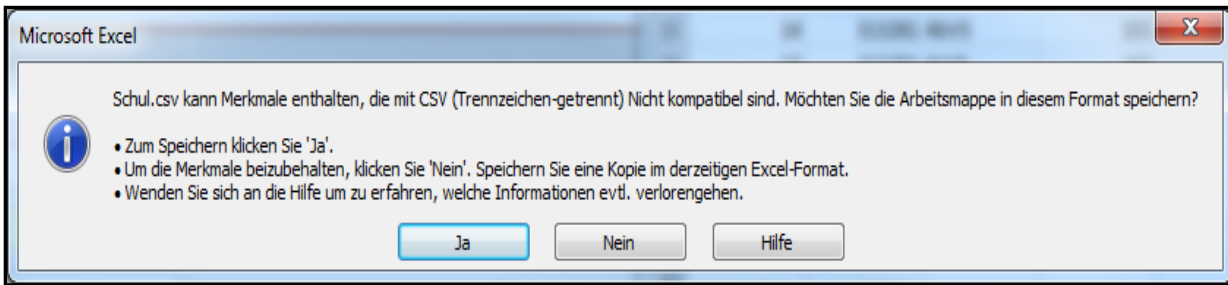 Microsoft Excel
Schul.csv kann Merkmale enthalten, die mit CSV (Trennzeichen-getrennt) Nicht kompatibel sind. Möchten Sie die Arbeitsmappe in diesem Format speichern?
• Zum Speichern klicken Sie 'Ja'.
• Um die Merkmale beizubehalten, klicken Sie 'Nein'. Speichern Sie eine Kopie im derzeitigen Excel-Format.
• Wenden Sie sich an die Hilfe um zu erfahren, welche Informationen evtl. verlorengehen.
Ja Nein Hilfe